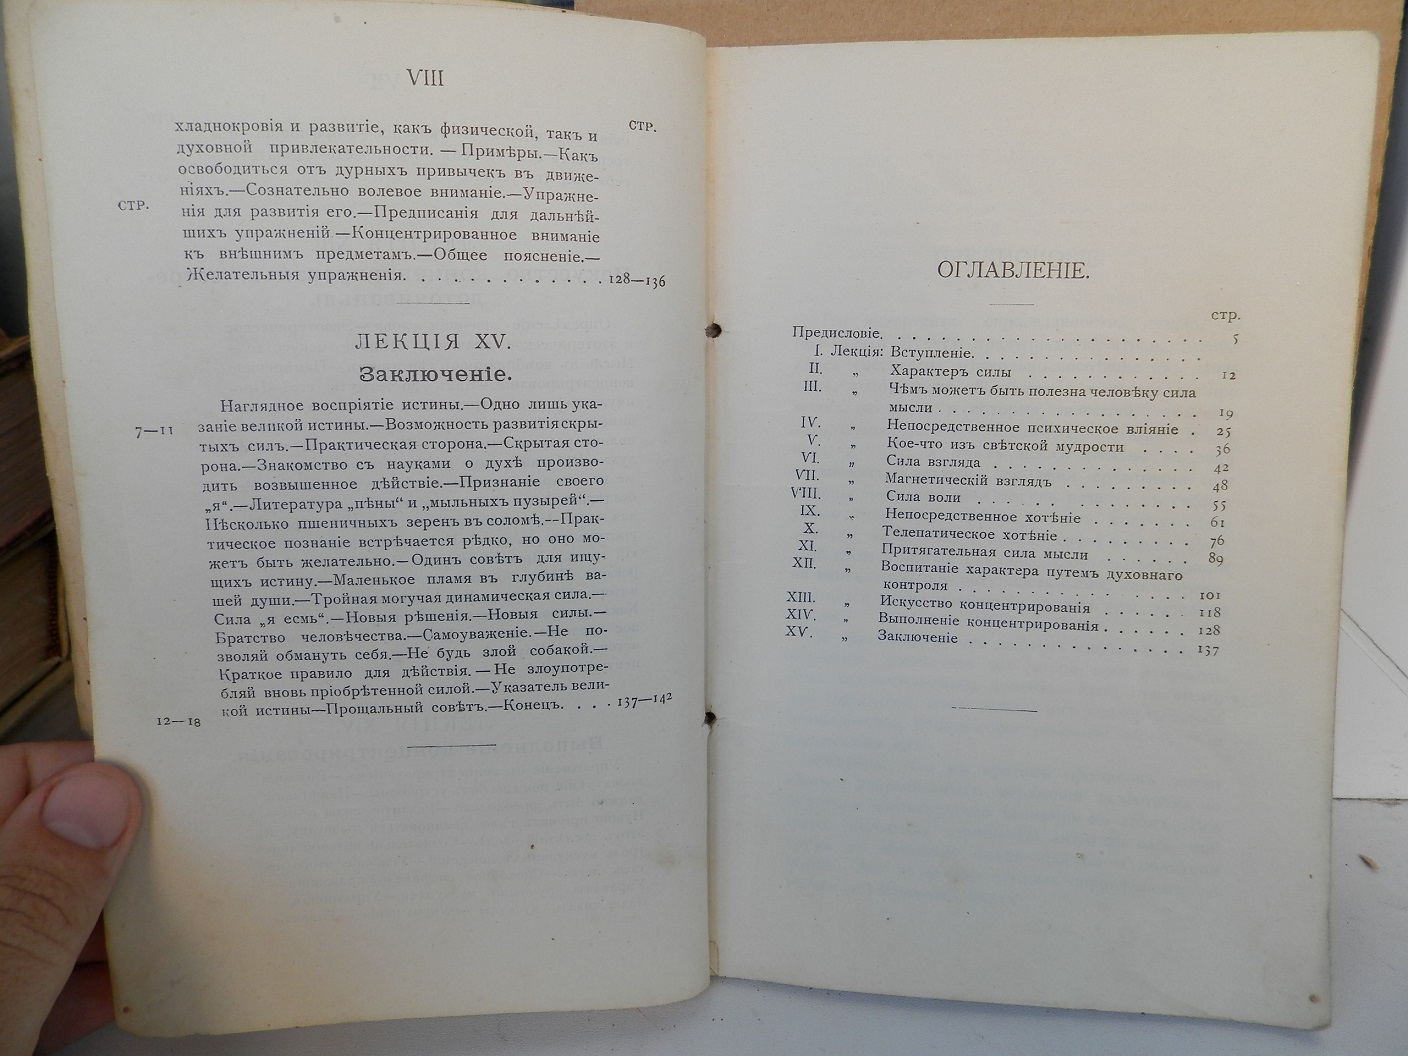 VIII
СТР.
хладнокровія и развитіе, какъ физической, такъ и
духовной привлекательности. — Примѣры.—Какъ
освободиться отъ дурныхъ привычек въ движе-
ніяхъ.—Сознательно волевое вниманіе.—Упражне-
СТР.
нія для развитія его.—Предписанія для дальнѣй-
шихъ упражненій.—Концентрированное вниманіе
къ внѣшнимъ предметамъ.—Общее поясненіе.—
Желательныя упражненія. . . . . . . . . . . . 128—136
ЛЕКЦІЯ XV.
Заключеніе.
Наглядное воспріятіе истины.—Одно лишь ука-
7—11
заніе великой истины.—Возможность развитія скры-
тыхъ силъ.—Практическая сторона.—Скрытая сто-
рона.—Знакомство съ науками о духѣ произво-
дить возвышенное дѣйствіе.—Признаніе своего
„я“.—Литература „пѣны“ и „мыльныхъ пузырей“.—
Нѣсколько пшеничныхъ зеренъ въ соломѣ.—Прак-
тическое познаніе встрѣчается рѣдко, но оно мо-
жетъ быть желательно.—Одинъ совѣтъ для ищу-
щихъ истину.—Маленькое пламя въ глубинѣ ва-
шей души.—Тройная могучая динамическая сила.—
Сила „я есмь“.—Новыя рѣшенія.—Новыя силы.—
Братство человѣчества.—Самоуваженіе.—Не по-
зволяй обмануть себя.—Не будь злой собакой.—
Краткое правило для дѣйствія. — Не злоупотре-
бляй вновь пріобрѣтенной силой.—Указатель вели-
кой истины—Прощальный совѣтъ.—Конецъ. . . . 137—142
12—18
ОГЛАВЛЕНІЕ.
стр.
Предисловіе. . . . . . . . . . . . . . . . . . . . . 5
I. Лекція: Вступленіе. . . . . . . . . . . . . . .
II. „ Характеръ силы . . . . . . . . . . . . 12
III. „ Чѣмъ можетъ быть полезна человѣку сила
мысли . . . . . . . . . . . . . . . . . . 19
IV. „ Непосредственное психическое вліяніе . 25
V. „ Кое-что изъ свѣтской мудрости . . . . 36
VI. „ Сила взгляда . . . . . . . . . . . . . . 42
VII. „ Магнетическій взглядъ . . . . . . . . . 48
VIII. „ Сила воли . . . . . . . . . . . . . . 55
IX. „ Непосредственное хотѣніе . . . . . . . 61
X. „ Телепатическое хотѣніе . . . . . . . . . 76
XI. „ Притягательная сила мысли . . . . . . 89
XII. „ Воспитаніе характера путемъ духовнаго
контроля . . . . . . . . . . . . . . . . 101
XIII. „ Искусство концентрированія . . . . . . 118
XIV. „ Выполненіе концентрированія . . . . . . 128
XV. „ Заключеніе . . . . . . . . . . . . . . . 137